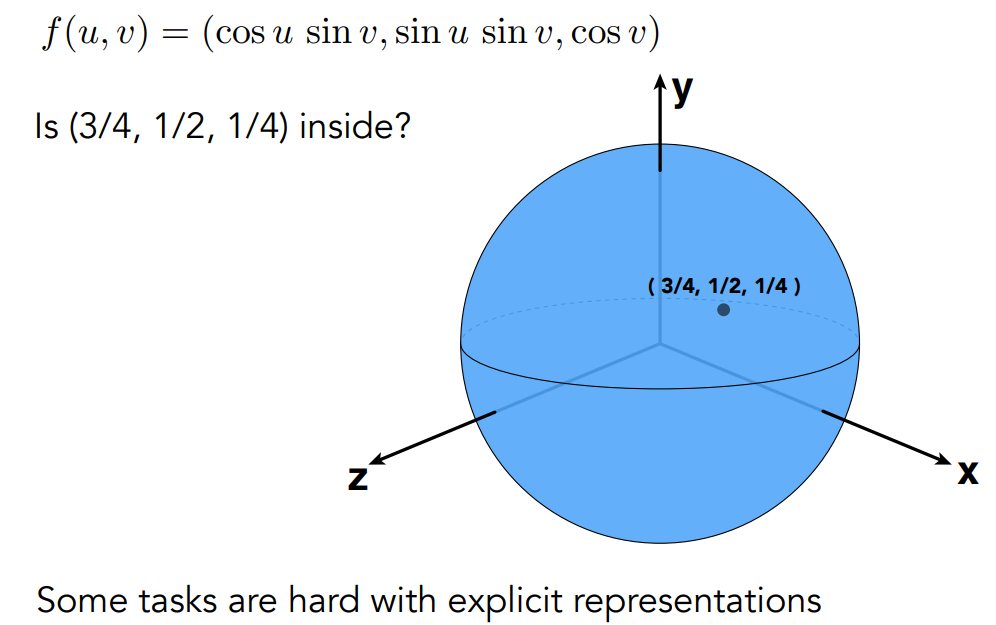 f(u, v) = (cos u sin v, sin u sin v, cos v)
y
Is (3/4, 1/2, 1/4) inside?
( 3/4, 1/2, 1/4 )
z
x
Some tasks are hard with explicit representations